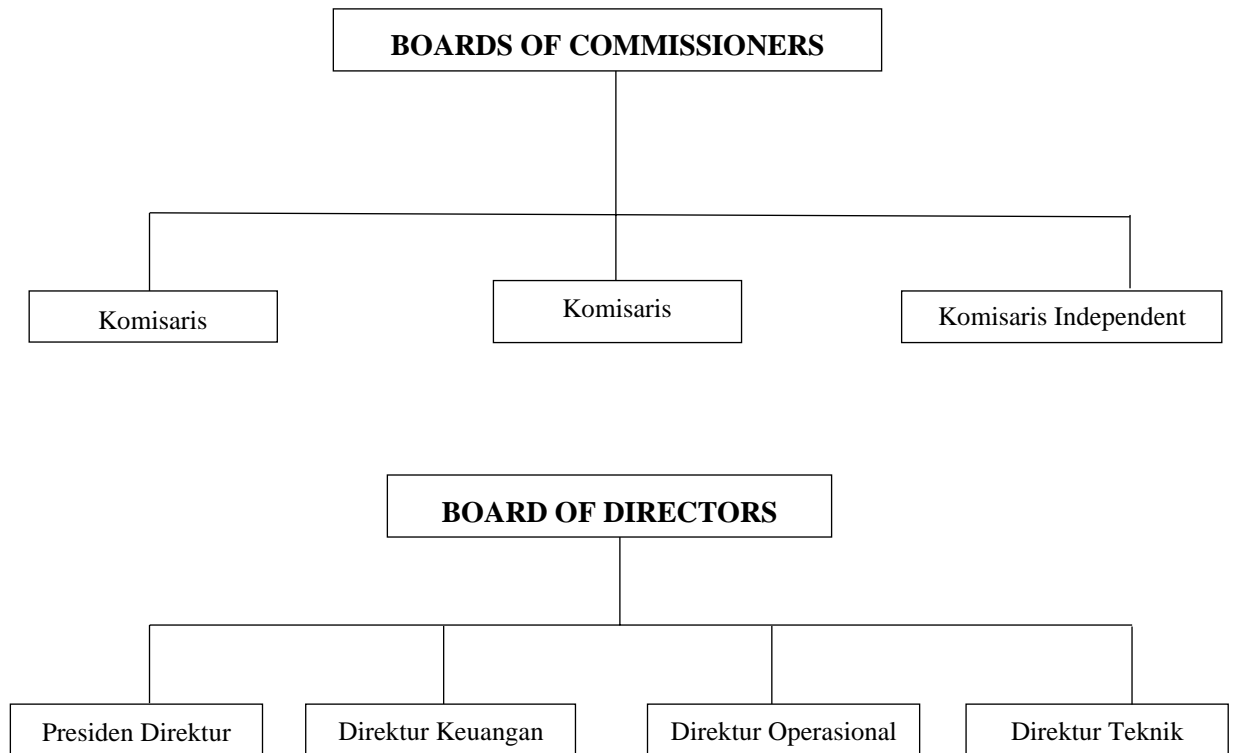 BOARDS OF COMMISSIONERS
Komisaris
Komisaris
Komisaris Independent
BOARD OF DIRECTORS
Presiden Direktur
Direktur Keuangan
Direktur Operasional
Direktur Teknik